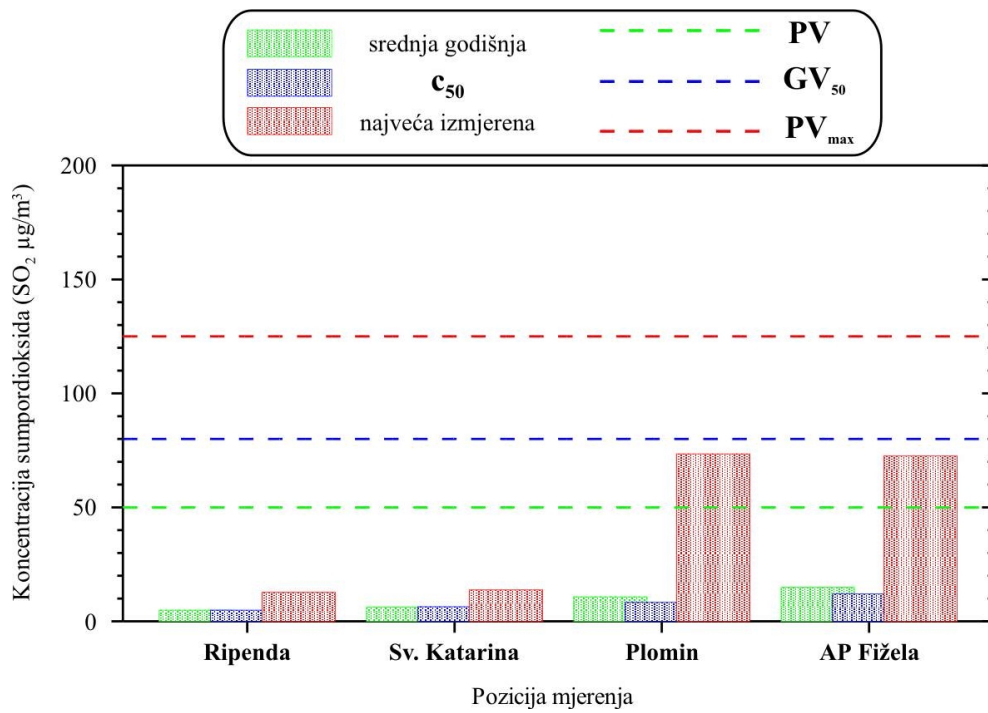 srednja godišnja
c₅₀
najveća izmjerena
PV
GV₅₀
PVₘₐₓ
Koncentracija sumpordioksida (SO₂ µg/m³)
200
150
100
50
0
Ripenda
Sv. Katarina
Plomin
AP Fižela
Pozicija mjerenja